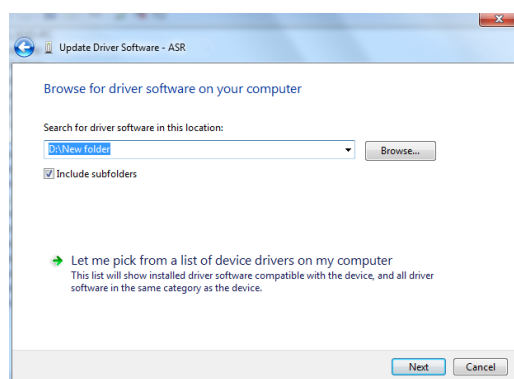 Update Driver Software - ASR
Browse for driver software on your computer
Search for driver software in this location:
D:\New folder
Browse...
Include subfolders
Let me pick from a list of device drivers on my computer
This list will show installed driver software compatible with the device, and all driver
software in the same category as the device.
Next
Cancel